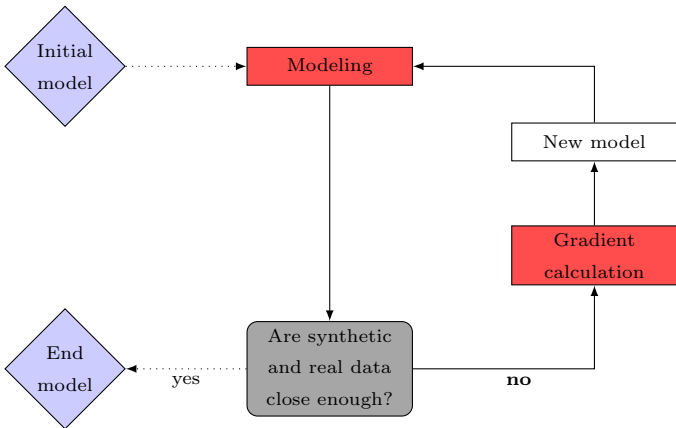 Initial
model
Modeling
New model
Gradient
calculation
Are synthetic
and real data
close enough?
End
model
yes
no